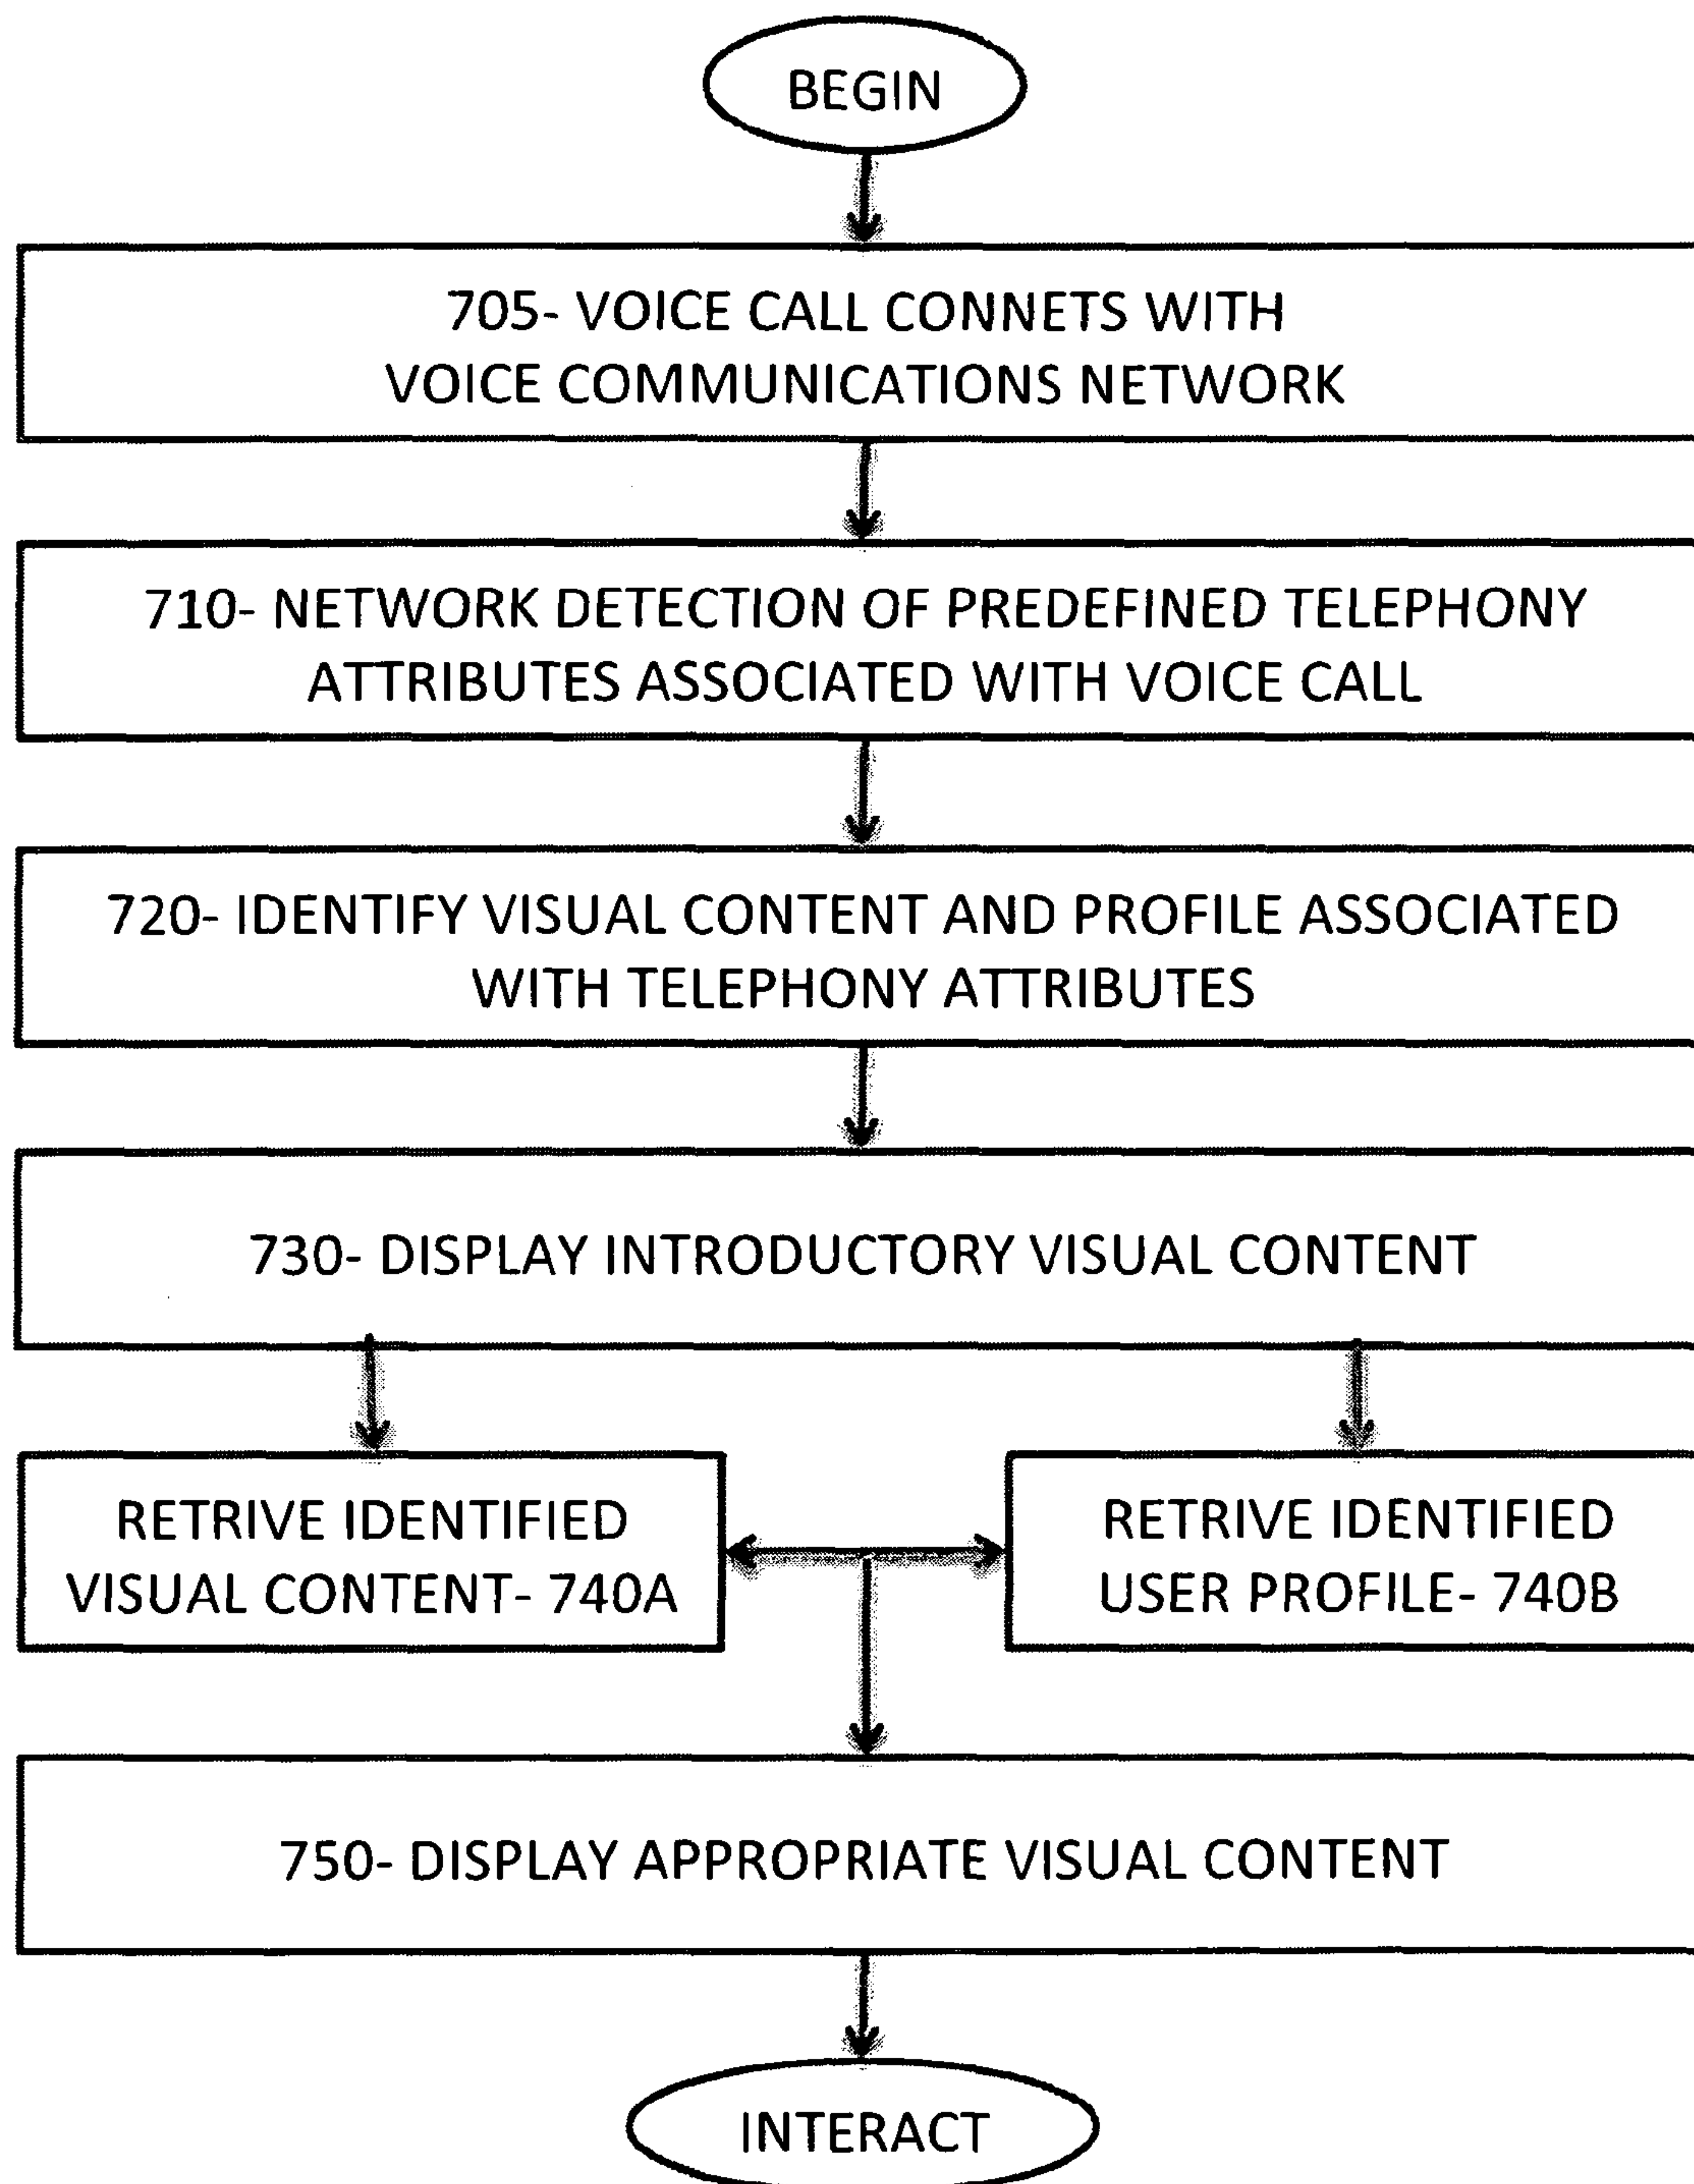 BEGIN
705- VOICE CALL CONNETS WITH
VOICE COMMUNICATIONS NETWORK
710- NETWORK DETECTION OF PREDEFINED TELEPHONY
ATTRIBUTES ASSOCIATED WITH VOICE CALL
720- IDENTIFY VISUAL CONTENT AND PROFILE ASSOCIATED
WITH TELEPHONY ATTRIBUTES
730- DISPLAY INTRODUCTORY VISUAL CONTENT
RETRIVE IDENTIFIED
VISUAL CONTENT- 740A
RETRIVE IDENTIFIED
USER PROFILE- 740B
750- DISPLAY APPROPRIATE VISUAL CONTENT
INTERACT